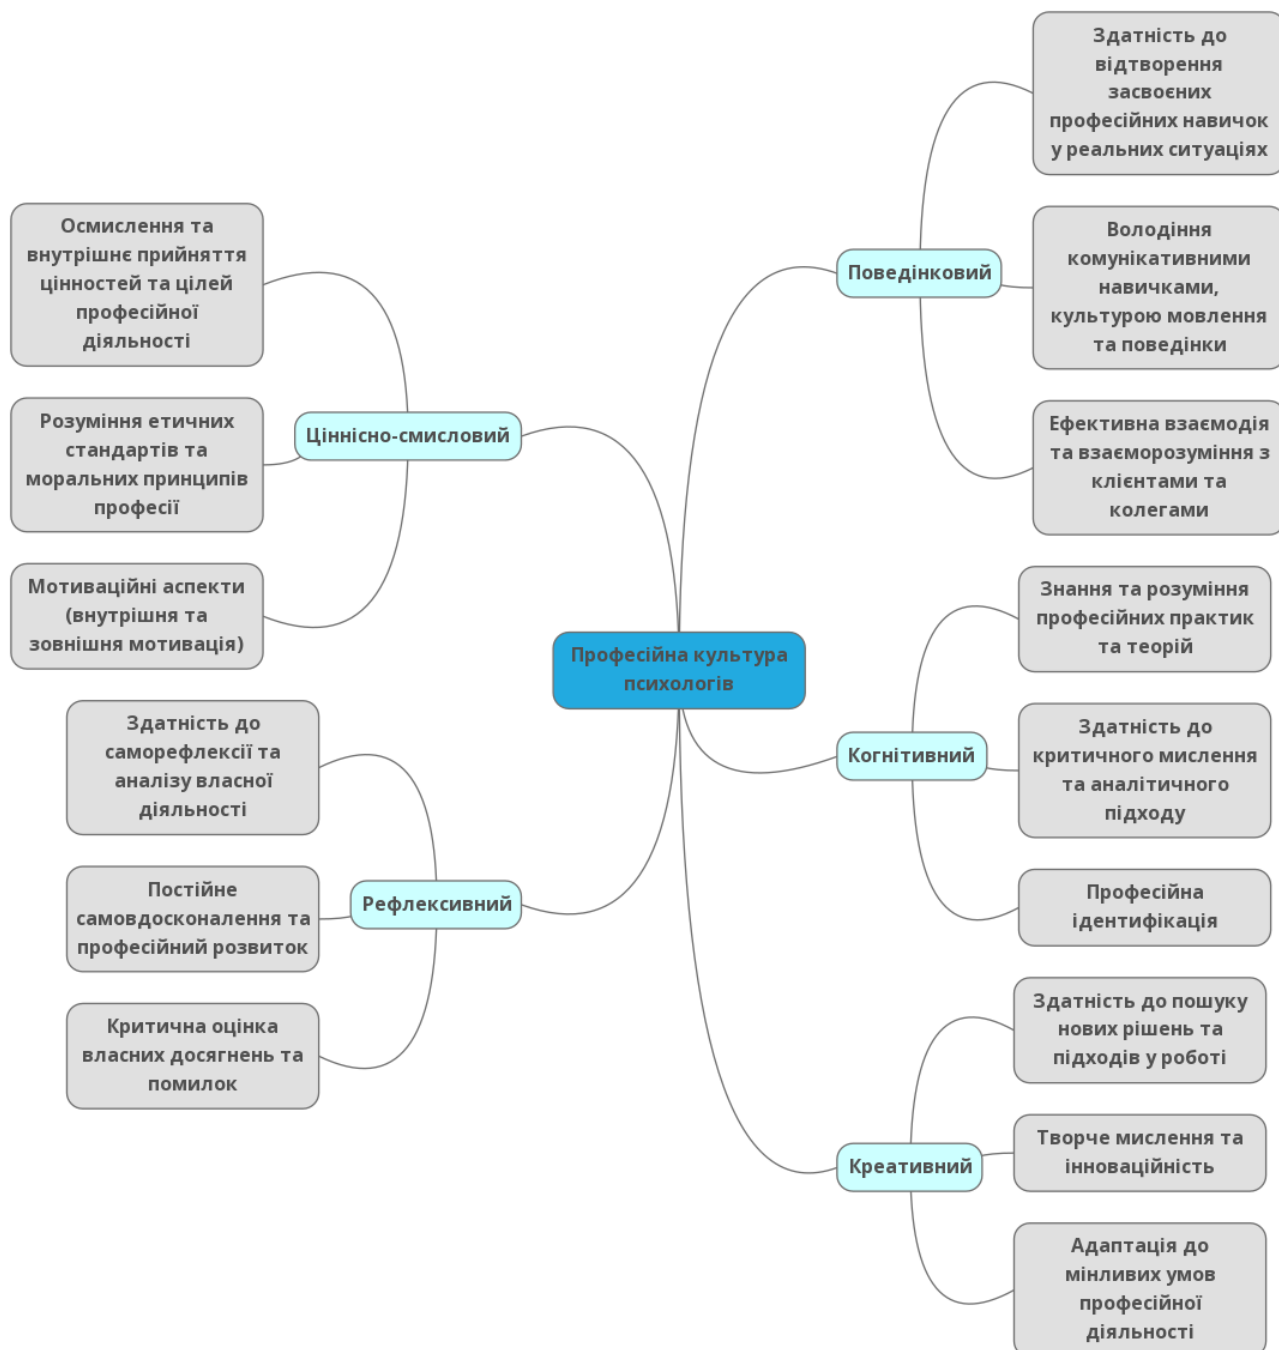 Професійна культура
психологів
Ціннісно-смисловий
Осмислення та
внутрішнє прийняття
цінностей та цілей
професійної
діяльності
Розуміння етичних
стандартів та
моральних принципів
професії
Мотиваційні аспекти
(внутрішня та
зовнішня мотивація)
Рефлексивний
Здатність до
саморефлексії та
аналізу власної
діяльності
Постійне
самовдосконалення та
професійний розвиток
Критична оцінка
власних досягнень та
помилок
Поведінковий
Здатність до
відтворення
засвоєних
професійних навичок
у реальних ситуаціях
Володіння
комунікативними
навичками,
культурою мовлення
та поведінки
Ефективна взаємодія
та взаєморозуміння з
клієнтами та
колегами
Когнітивний
Знання та розуміння
професійних практик
та теорій
Здатність до
критичного мислення
та аналітичного
підходу
Професійна
ідентифікація
Креативний
Здатність до пошуку
нових рішень та
підходів у роботі
Творче мислення та
інноваційність
Адаптація до
мінливих умов
професійної
діяльності